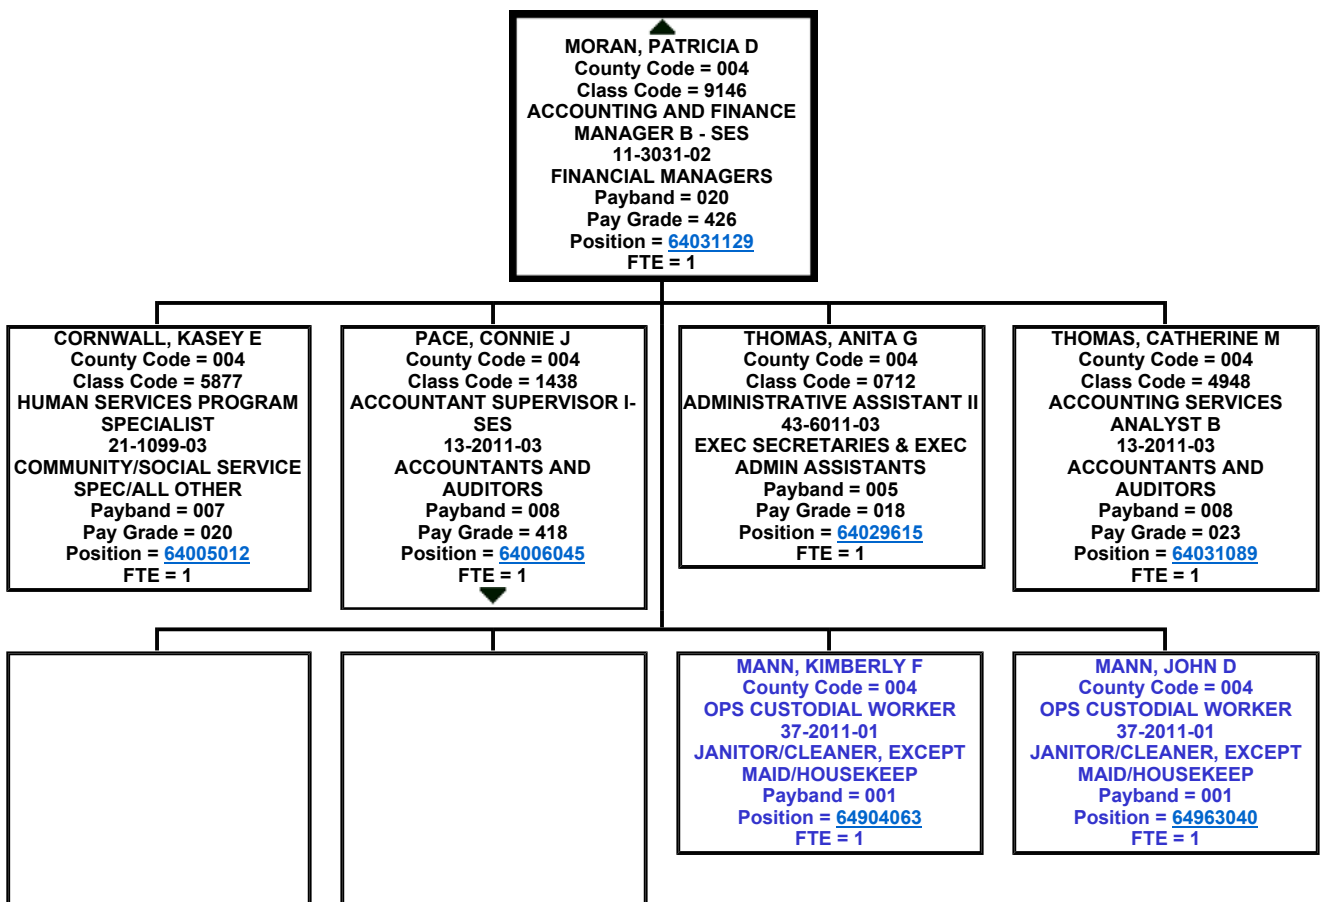 MORAN, PATRICIA D
County Code = 004
Class Code = 9146
ACCOUNTING AND FINANCE
MANAGER B - SES
11-3031-02
FINANCIAL MANAGERS
Payband = 020
Pay Grade = 426
Position = 64031129
FTE = 1
CORNWALL, KASEY E
County Code = 004
Class Code = 5877
HUMAN SERVICES PROGRAM
SPECIALIST
21-1099-03
COMMUNITY/SOCIAL SERVICE
SPEC/ALL OTHER
Payband = 007
Pay Grade = 020
Position = 64005012
FTE = 1
PACE, CONNIE J
County Code = 004
Class Code = 1438
ACCOUNTANT SUPERVISOR I-
SES
13-2011-03
ACCOUNTANTS AND
AUDITORS
Payband = 008
Pay Grade = 418
Position = 64006045
FTE = 1
THOMAS, ANITA G
County Code = 004
Class Code = 0712
ADMINISTRATIVE ASSISTANT II
43-6011-03
EXEC SECRETARIES & EXEC
ADMIN ASSISTANTS
Payband = 005
Pay Grade = 018
Position = 64029615
FTE = 1
THOMAS, CATHERINE M
County Code = 004
Class Code = 4948
ACCOUNTING SERVICES
ANALYST B
13-2011-03
ACCOUNTANTS AND
AUDITORS
Payband = 008
Pay Grade = 023
Position = 64031089
FTE = 1
MANN, KIMBERLY F
County Code = 004
OPS CUSTODIAL WORKER
37-2011-01
JANITOR/CLEANER, EXCEPT
MAID/HOUSEKEEP
Payband = 001
Position = 64904063
FTE = 1
MANN, JOHN D
County Code = 004
OPS CUSTODIAL WORKER
37-2011-01
JANITOR/CLEANER, EXCEPT
MAID/HOUSEKEEP
Payband = 001
Position = 64963040
FTE = 1